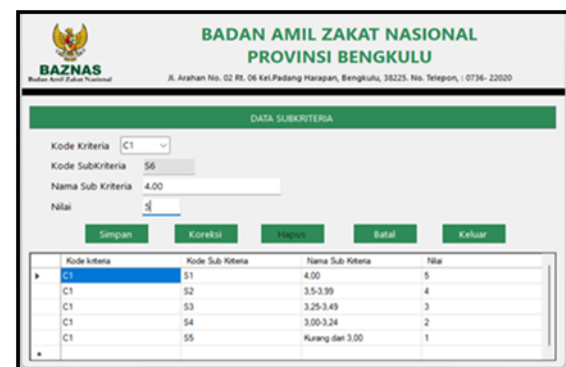 BADAN AMIL ZAKAT NASIONAL
PROVINSI BENGKULU
BAZNAS
Badan Amil Zakat Nasional
Jl. Arahan No. 02 Rt. 06 Kel.Padang Harapan, Bengkulu, 38225. No. Telepon, : 0736- 22020
DATA SUBKRITERIA
Kode Kriteria C1
Kode SubKriteria S6
Nama Sub Kriteria 4.00
Nilai 5
Simpan Koreksi Hapus Batal Keluar
Kode kriteria Kode Sub Kriteria Nama Sub Kriteria Nilai
C1 S1 4,00 5
C1 S2 3,5-3,99 4
C1 S3 3,25-3,49 3
C1 S4 3,00-3,24 2
C1 S5 Kurang dari 3,00 1